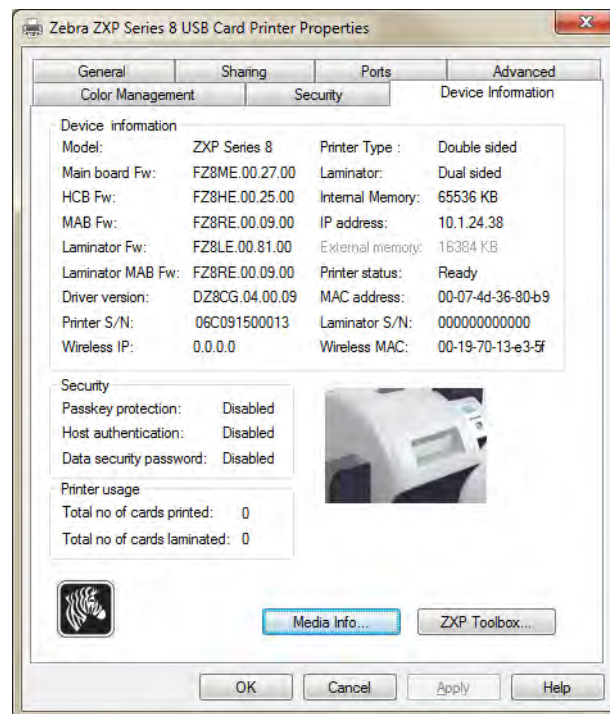 Zebra ZXP Series 8 USB Card Printer Properties
General Sharing Ports Advanced
Color Management Security Device Information
Device information
Model: ZXP Series 8 Printer Type : Double sided
Main board Fw: FZ8ME.00.27.00 Laminator: Dual sided
HCB Fw: FZ8HE.00.25.00 Internal Memory: 65536 KB
MAB Fw: FZ8RE.00.09.00 IP address: 10.1.24.38
Laminator Fw: FZ8LE.00.81.00 External memory: 16384 KB
Laminator MAB Fw: FZ8RE.00.09.00 Printer status: Ready
Driver version: DZ8CG.04.00.09 MAC address: 00-07-4d-36-80-b9
Printer S/N: 06C091500013 Laminator S/N: 000000000000
Wireless IP: 0.0.0.0 Wireless MAC: 00-19-70-13-e3-5f
Security
Passkey protection: Disabled
Host authentication: Disabled
Data security password: Disabled
Printer usage
Total no of cards printed: 0
Total no of cards laminated: 0
Media Info... ZXP Toolbox...
OK Cancel Apply Help